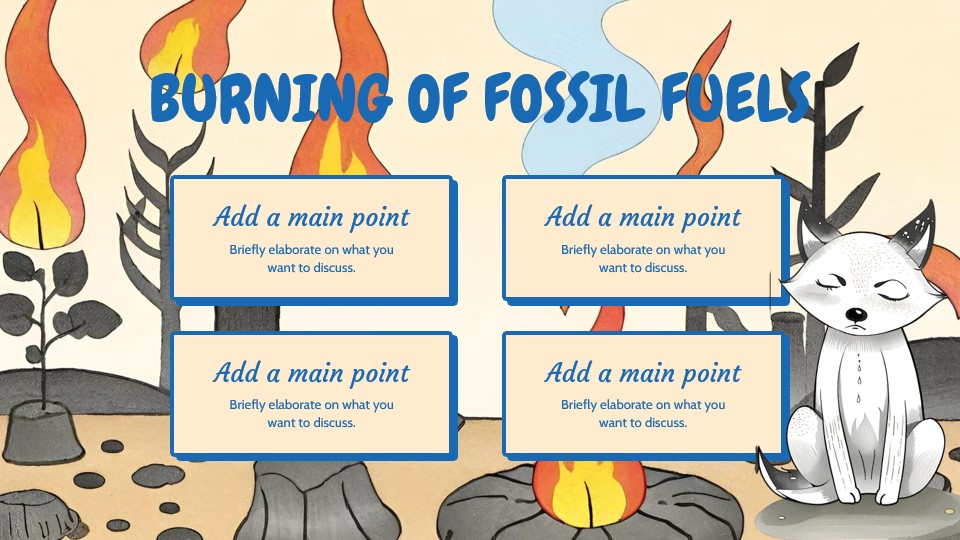 BURNING OF FOSSIL FUELS
Add a main point
Briefly elaborate on what you
want to discuss.
Add a main point
Briefly elaborate on what you
want to discuss.
Add a main point
Briefly elaborate on what you
want to discuss.
Add a main point
Briefly elaborate on what you
want to discuss.